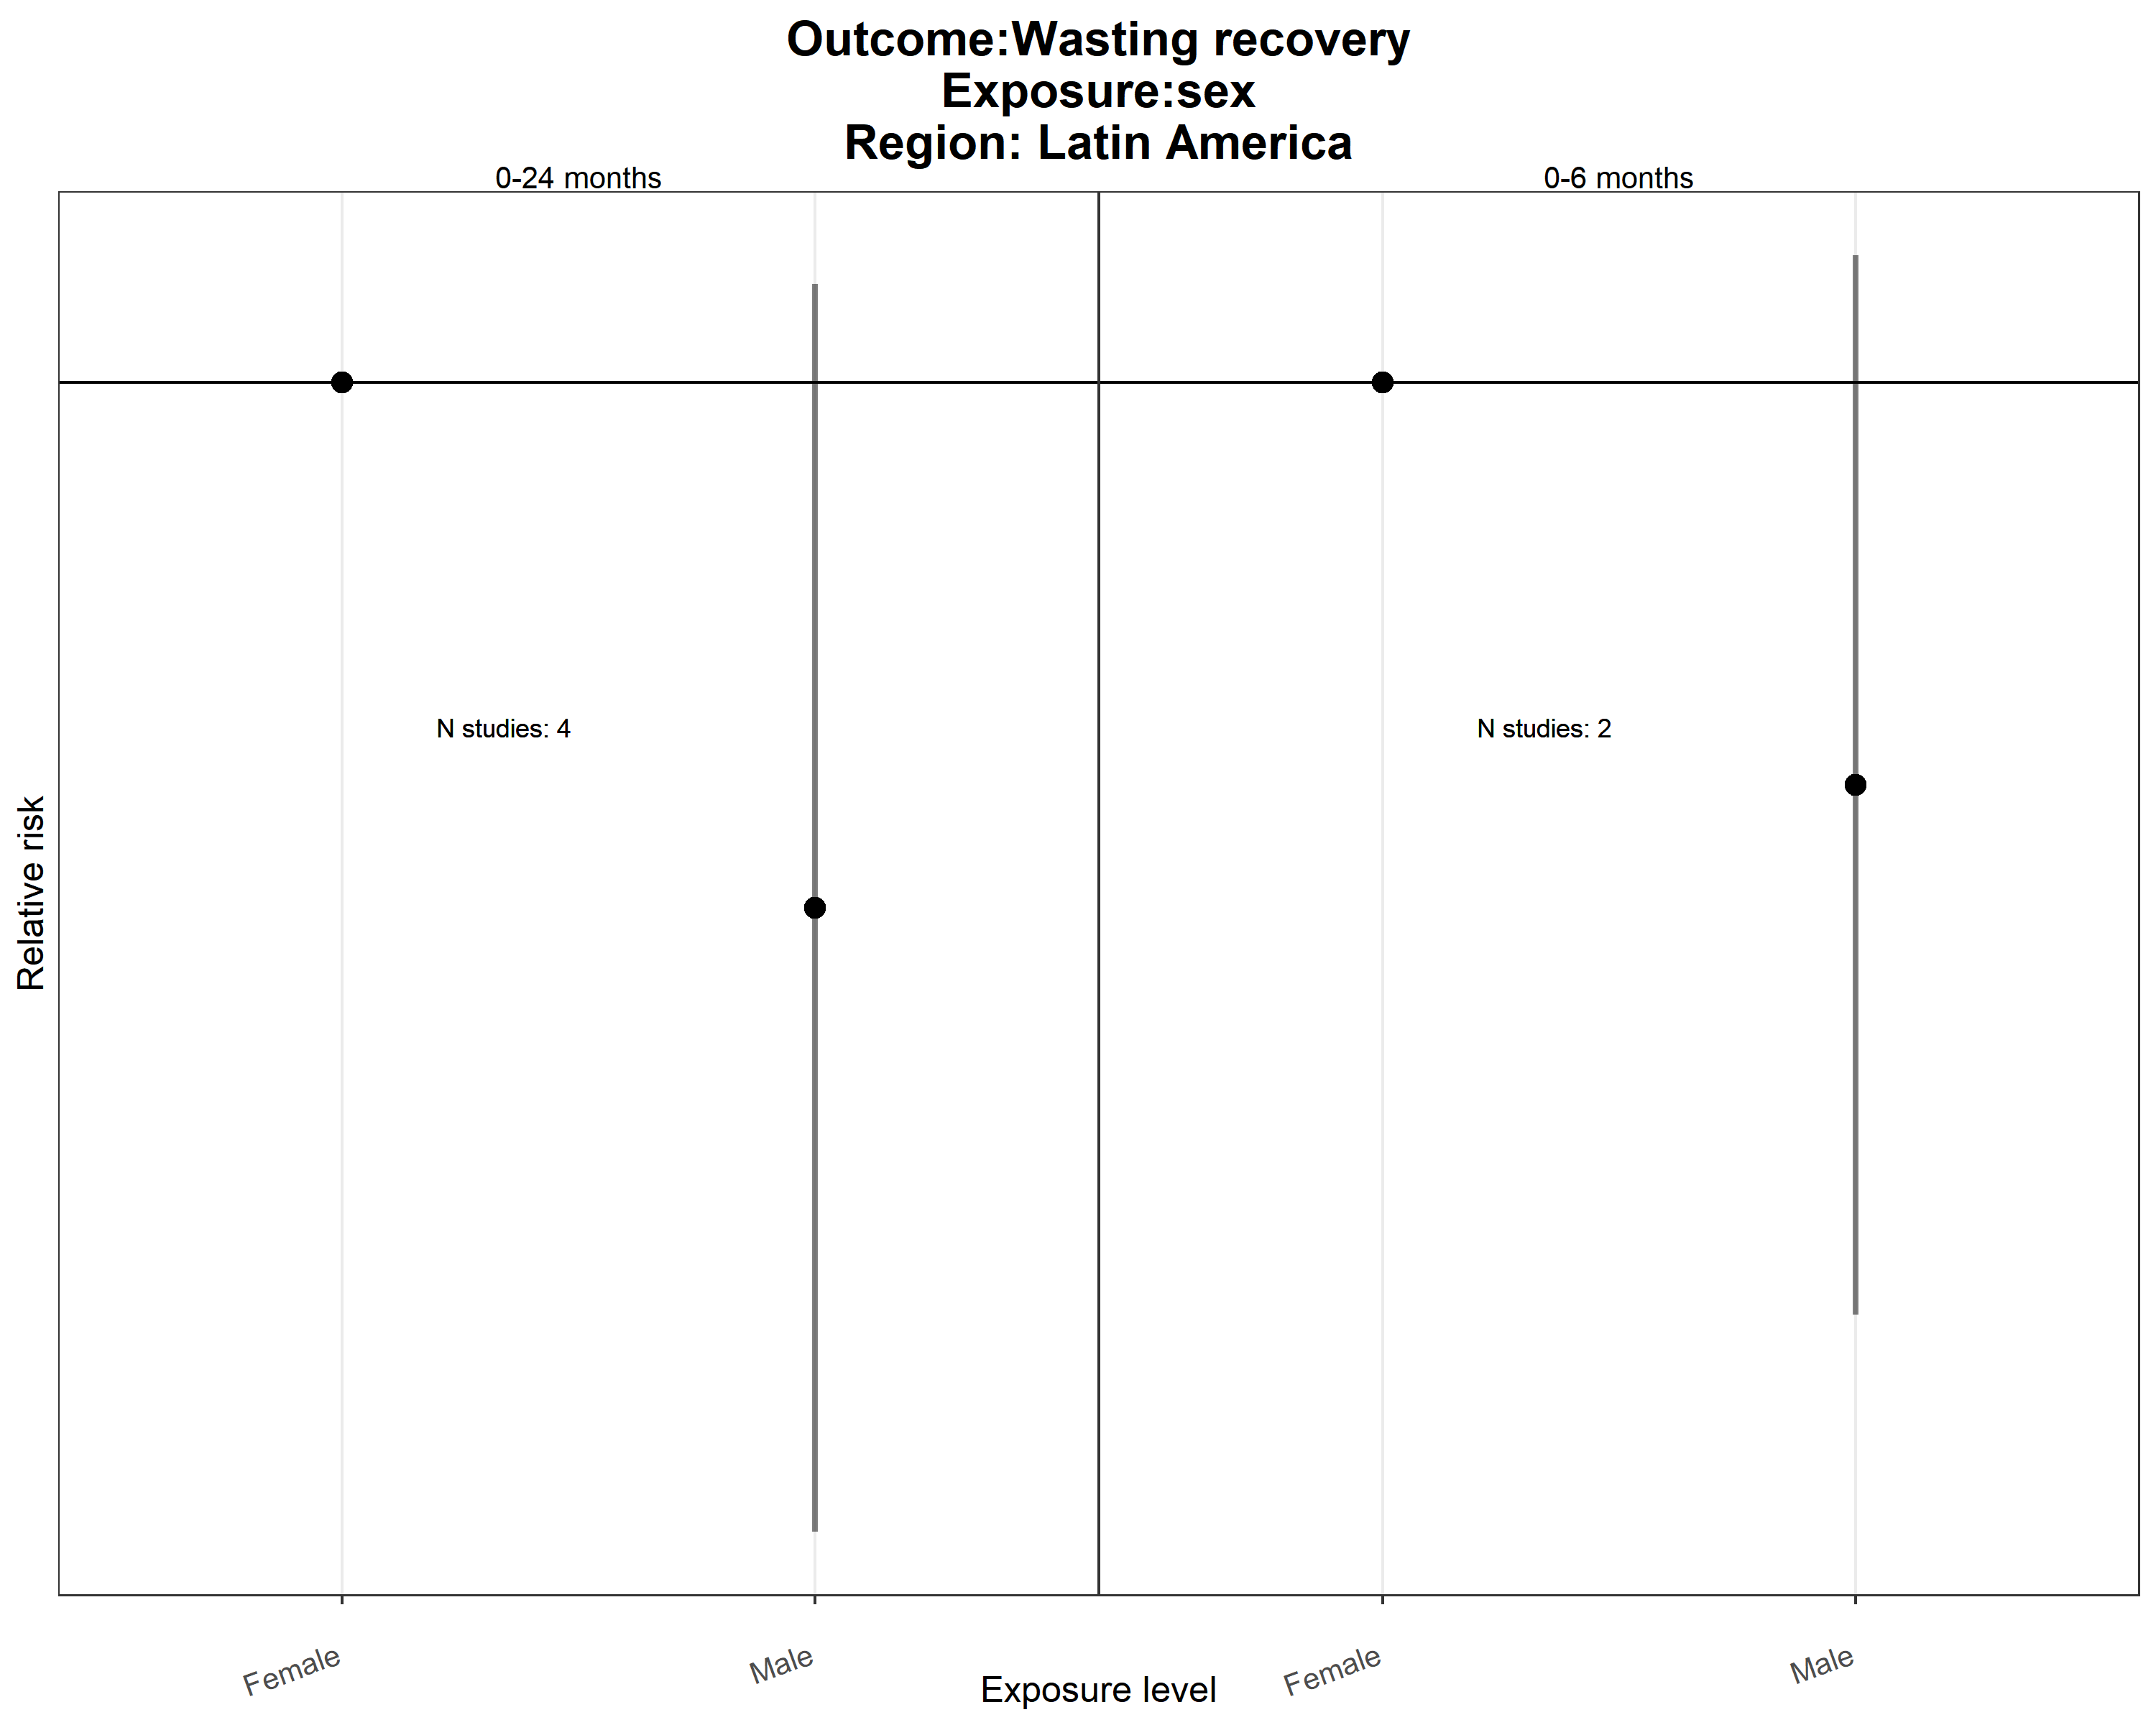 Outcome:Wasting recovery
Exposure:sex
Region: Latin America
0-24 months
0-6 months
N studies: 4
N studies: 2
Relative risk
Female
Male
Female
Male
Exposure level